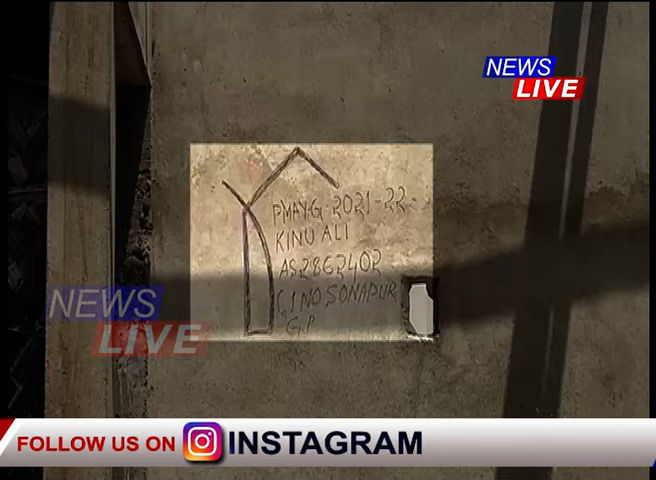 NEWS
LIVE
PMAY-G-2021-22-
KINU ALI
AS2862402
C,1 NO SONAPUR
G.P
NEWS
LIVE
FOLLOW US ON INSTAGRAM